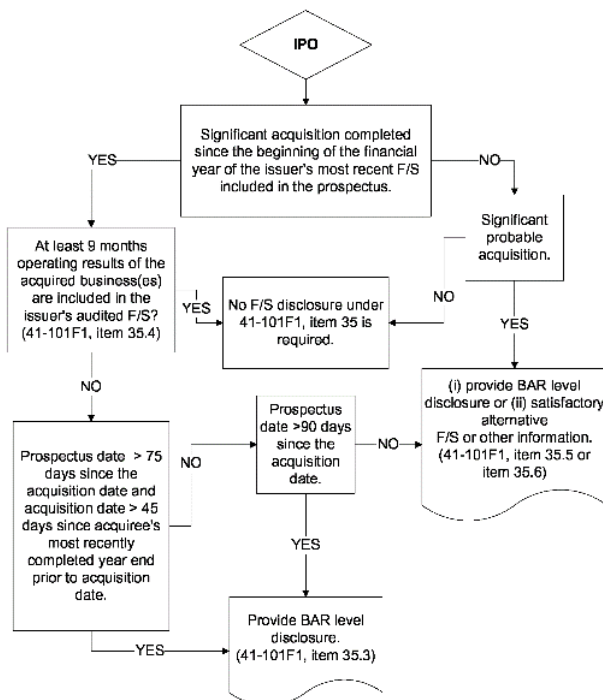 IPO
Significant acquisition completed
since the beginning of the financial
year of the issuer's most recent F/S
included in the prospectus.
YES
NO
At least 9 months
operating results of the
acquired business(es)
are included in the
issuer's audited F/S?
(41-101F1, item 35.4)
Significant
probable
acquisition.
YES
No F/S disclosure under
41-101F1, item 35 is
required.
NO
YES
NO
(i) provide BAR level
disclosure or (ii) satisfactory
alternative
F/S or other information.
(41-101F1, item 35.5 or
item 35.6)
Prospectus
date >90 days
since the
acquisition
date.
NO
NO
Prospectus date > 75
days since the
acquisition date and
acquisition date > 45
days since acquiree's
most recently
completed year end
prior to acquisition
date.
YES
Provide BAR level
disclosure.
(41-101F1, item 35.3)
YES